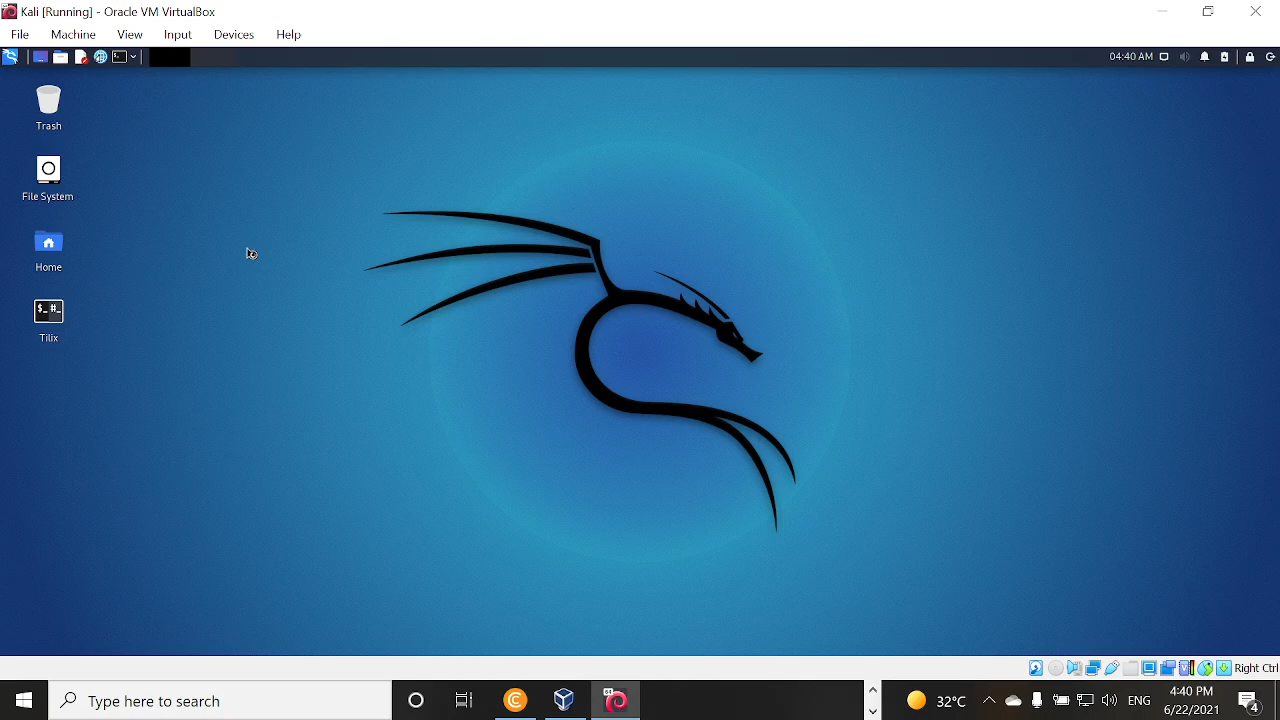 Kali [Running] - Oracle VM VirtualBox
File Machine View Input Devices Help
04:40 AM
Trash
File System
Home
$_ #_
Tilix
Right Ctrl
Type here to search
32°C
ENG
4:40 PM
6/22/2021
4